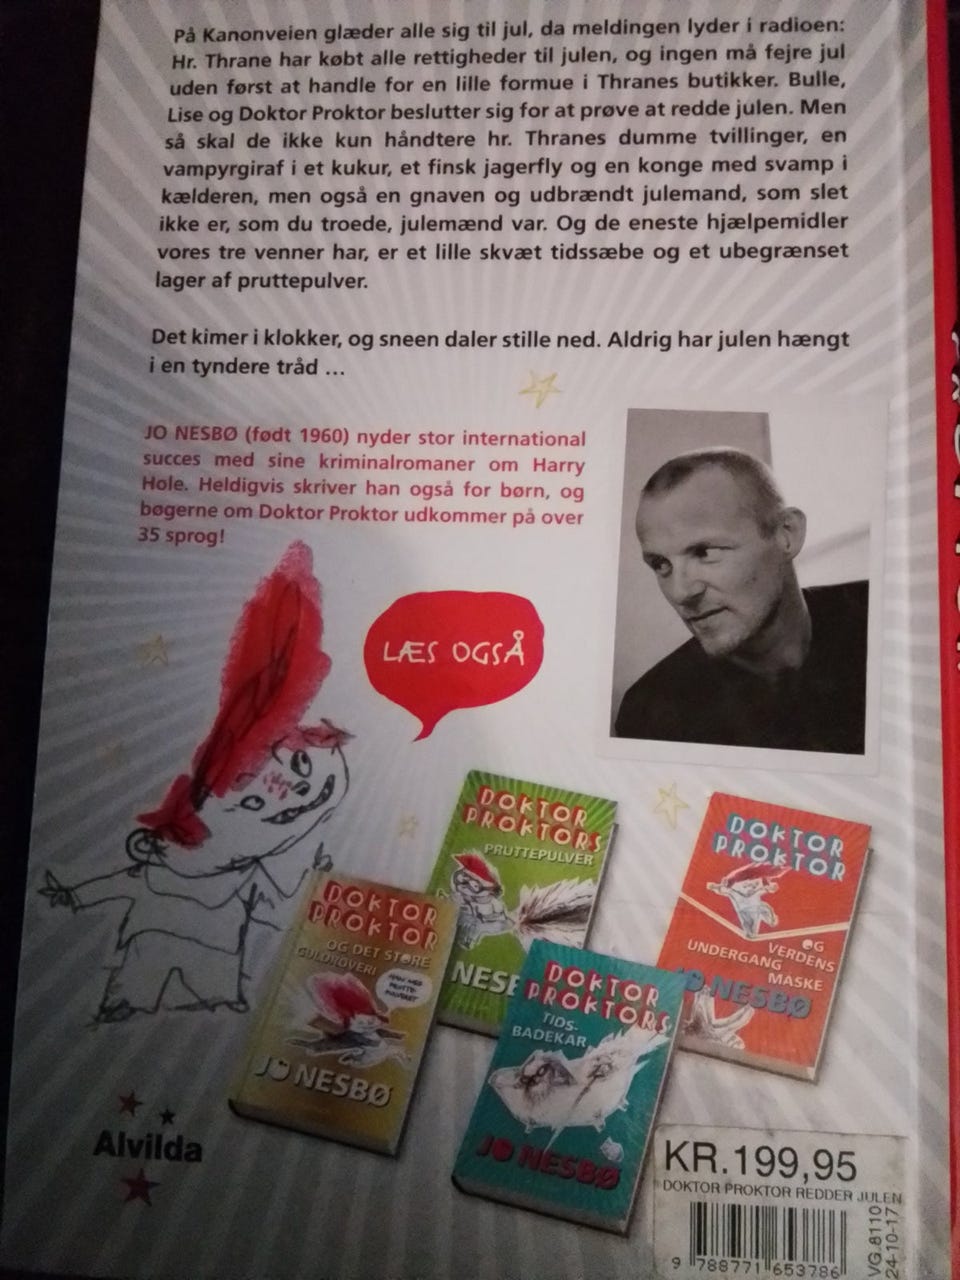 På Kanonveien glæder alle sig til jul, da meldingen lyder i radioen:
Hr. Thrane har købt alle rettigheder til julen, og ingen må fejre jul
uden først at handle for en lille formue i Thranes butikker. Bulle,
Lise og Doktor Proktor beslutter sig for at prøve at redde julen. Men
så skal de ikke kun håndtere hr. Thranes dumme tvillinger, en
vampyrgiraf i et kukur, et finsk jagerfly og en konge med svamp i
kælderen, men også en gnaven og udbrændt julemand, som slet
ikke er, som du troede, julemænd var. Og de eneste hjælpemidler
vores tre venner har, er et lille skvæt tidssæbe og et ubegrænset
lager af pruttepulver.
Det kimer i klokker, og sneen daler stille ned. Aldrig har julen hængt
i en tyndere tråd ...
JO NESBØ (født 1960) nyder stor international
succes med sine kriminalromaner om Harry
Hole. Heldigvis skriver han også for børn, og
bøgerne om Doktor Proktor udkommer på over
35 sprog!
LÆS OGSÅ
DOKTOR
PROKTORS
PRUTTEPULVER
NESB
DOKTOR
PROKTOR
OG
VERDENS
UNDERGANG
MÅSKE
JO NESBØ
DOKTOR
PROKTOR
OG DET STORE
GULDRØVERI
JO NESBØ
DOKTOR
PROKTORS
TIDS-
BADEKAR
JO NESBØ
Alvilda
KR.199,95
DOKTOR PROKTOR REDDER JULEN
VG.8110
24-10-17
9 788771 653786